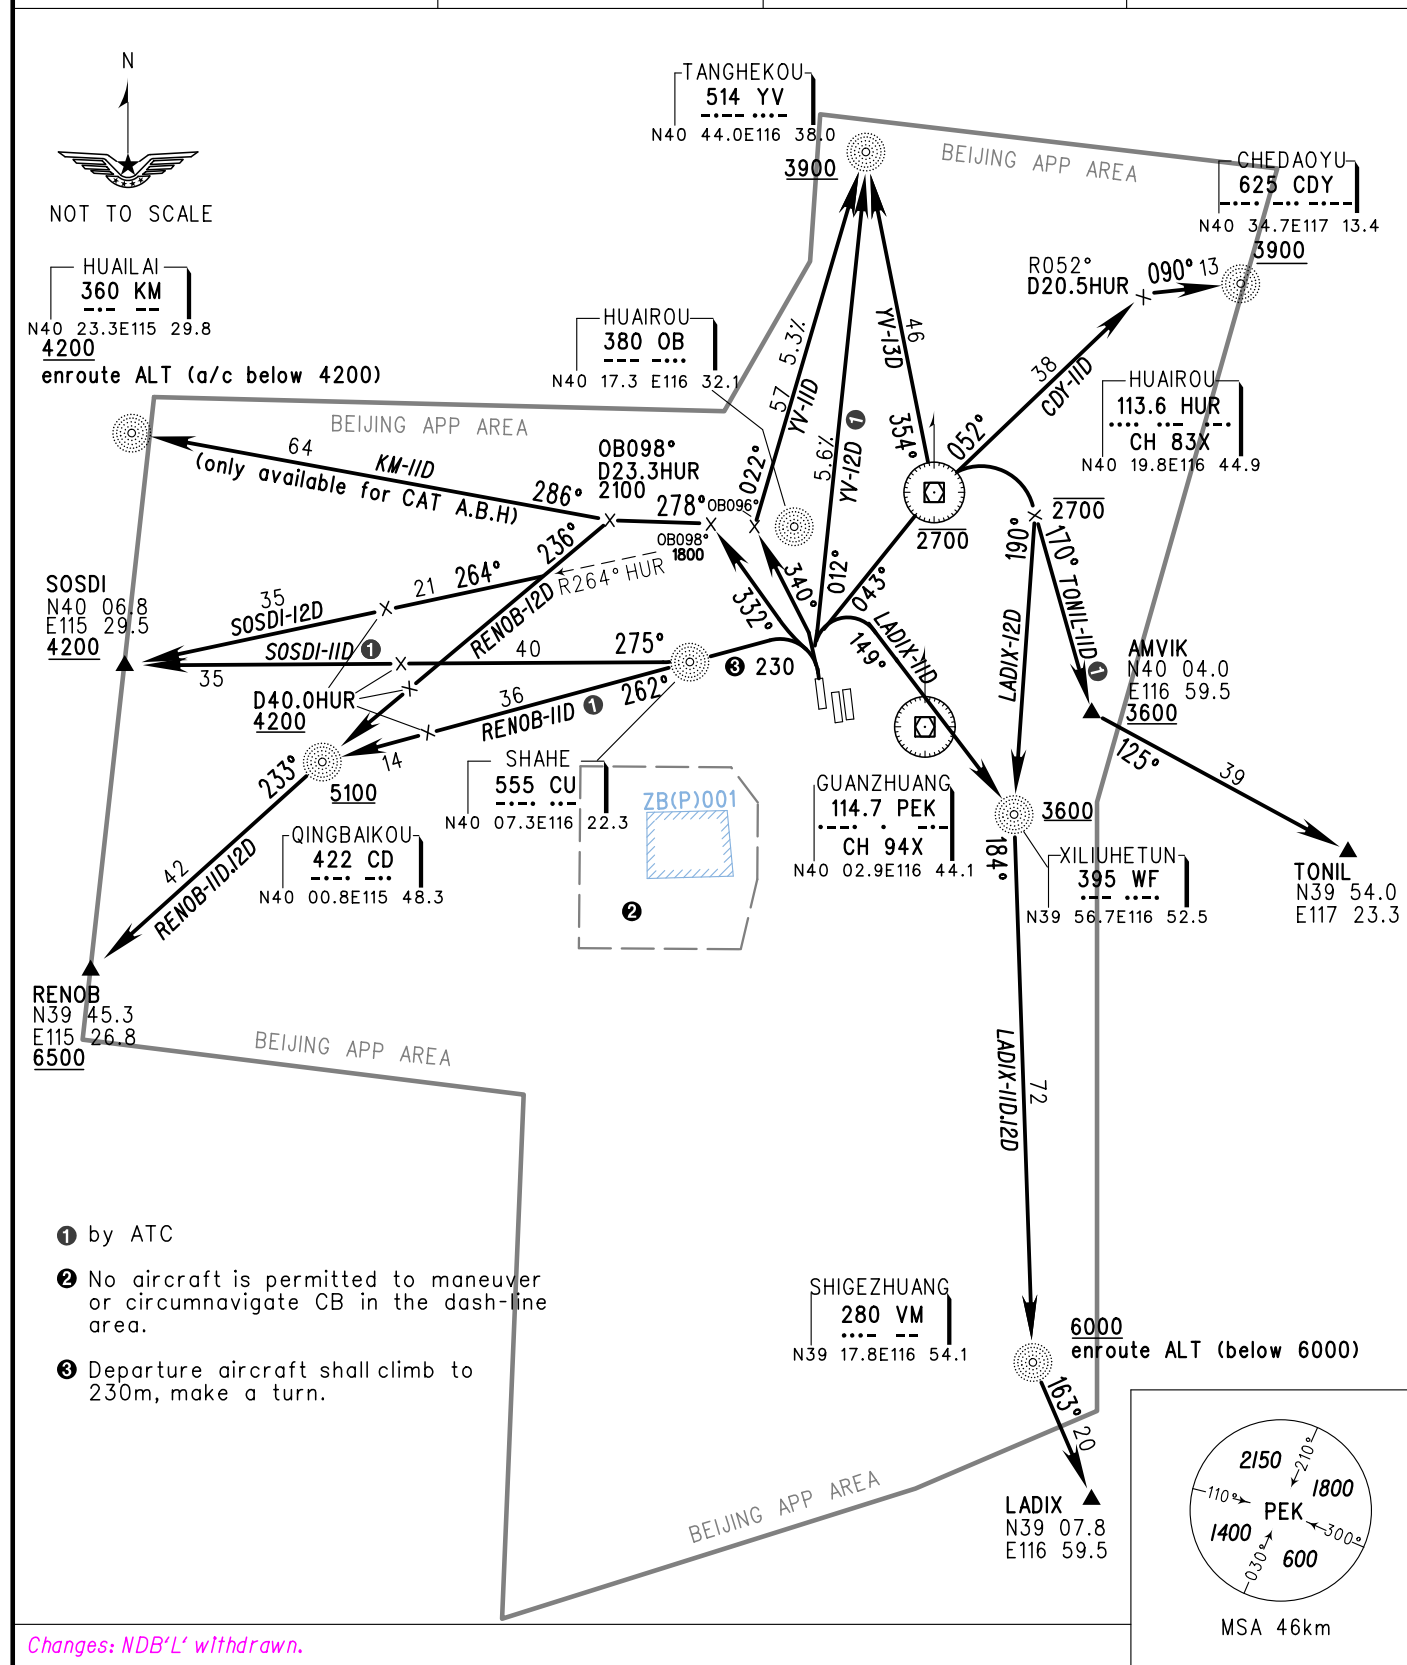 N
NOT TO SCALE
TANGHEKOU
514 YV
N40 44.0E116 38.0
3900
BEIJING APP AREA
CHEDAOYU
625 CDY
N40 34.7E117 13.4
3900
R052°
D20.5HUR
090° 13
HUAILAI
360 KM
N40 23.3E115 29.8
4200
enroute ALT (a/c below 4200)
HUAIROU
380 OB
N40 17.3 E116 32.1
57 5.3%
YV-11D
022°
5.6%
YV-12D 1
012°
46
YV-13D
354°
38
CDY-11D
052°
HUAIROU
113.6 HUR
CH 83X
N40 19.8E116 44.9
BEIJING APP AREA
64
KM-11D
(only available for CAT A.B.H)
286°
OB098°
D23.3HUR
2100
278°
OB096°
OB098°
1800
236°
R264° HUR
2700
2700
190°
170°
TONIL-11D 1
LADIX-12D
SOSDI
N40 06.8
E115 29.5
4200
35
SOSDI-12D
21
264°
RENOB-12D
332°
340°
043°
SOSDI-11D 1
35
40
275°
3 230
149°
LADIX-11D
AMVIK
N40 04.0
E116 59.5
3600
D40.0HUR
4200
36
RENOB-11D 1
262°
14
5100
233°
42
RENOB-11D.12D
SHAHE
555 CU
N40 07.3E116 22.3
ZB(P)001
2
QINGBAIKOU
422 CD
N40 00.8E115 48.3
GUANZHUANG
114.7 PEK
CH 94X
N40 02.9E116 44.1
3600
184°
XILIUHETUN
395 WF
N39 56.7E116 52.5
125°
39
TONIL
N39 54.0
E117 23.3
RENOB
N39 45.3
E115 26.8
6500
BEIJING APP AREA
LADIX-11D.12D
72
1 by ATC
2 No aircraft is permitted to maneuver
or circumnavigate CB in the dash-line
area.
3 Departure aircraft shall climb to
230m, make a turn.
SHIGEZHUANG
280 VM
N39 17.8E116 54.1
6000
enroute ALT (below 6000)
163°
20
LADIX
N39 07.8
E116 59.5
BEIJING APP AREA
2150
210°
1800
110°
PEK
1400
300°
030°
600
MSA 46km
Changes: NDB'L' withdrawn.